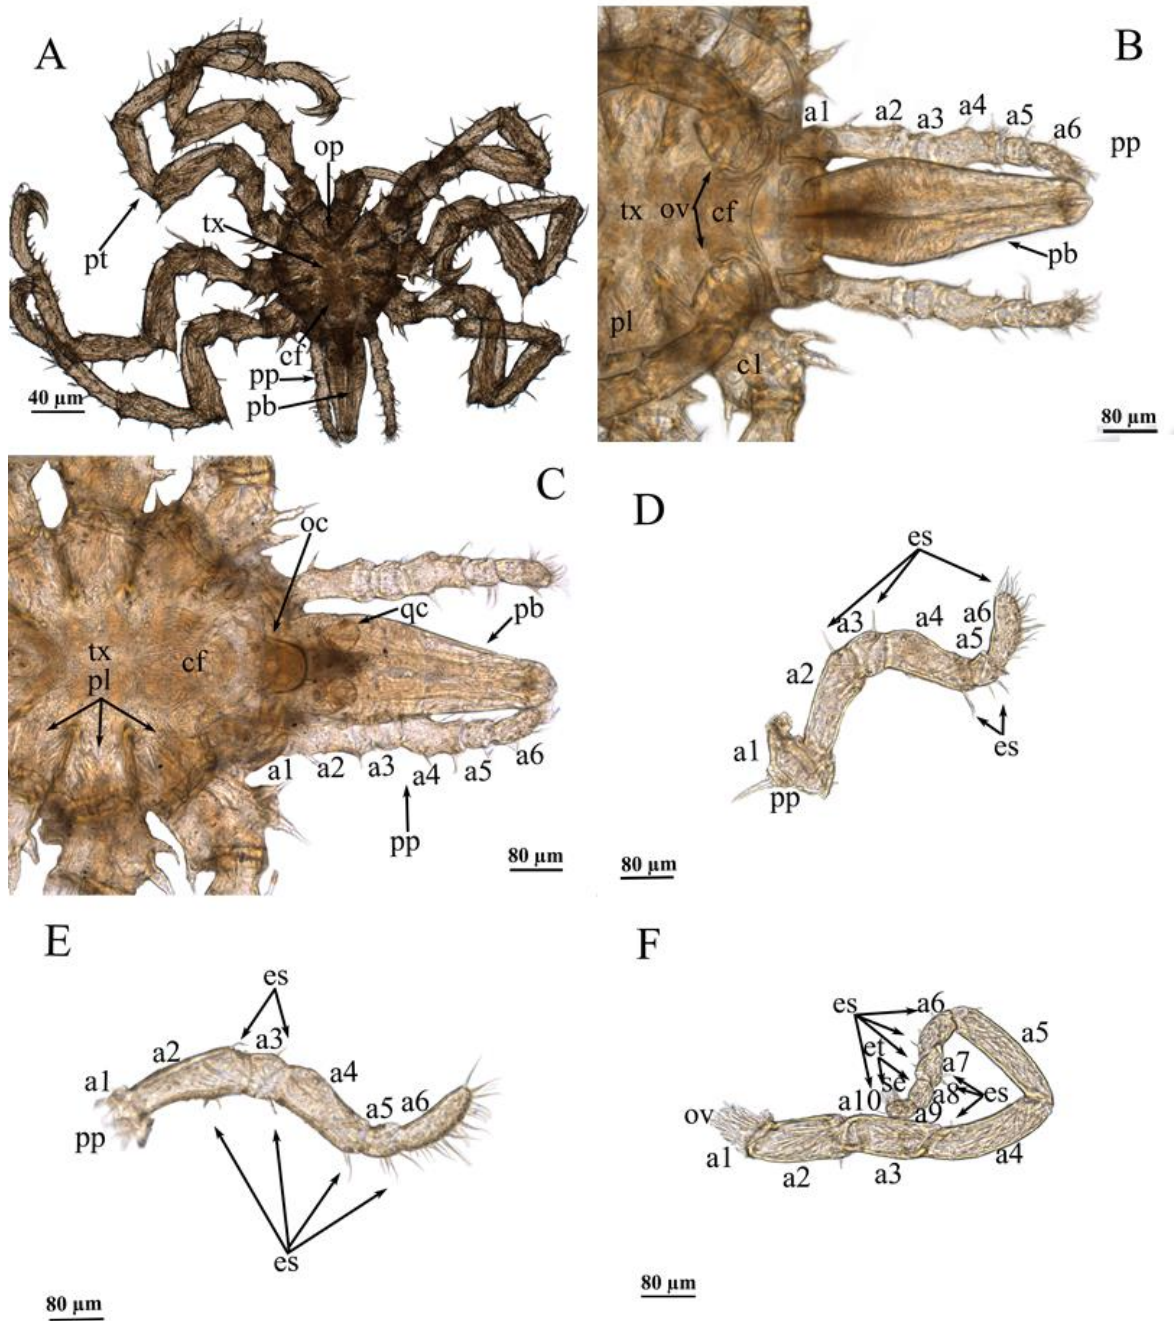 A
op
tx
pt
cf
pp
pb
40 µm
B
a1 a2 a3 a4 a5 a6
pp
tx ov cf
pb
pl
c1
80 µm
C
oc
qc
pb
tx
cf
pl
a1 a2 a3 a4 a5 a6
pp
80 µm
D
es
a6
a3 a4
a5
a2
a1
es
pp
80 µm
E
es
a3
a2
a4
a1
a5 a6
pp
es
80 µm
F
es
a6
a5
et
a7
se
a8 es
a10
a9
ov
a1
a2 a3 a4
80 µm